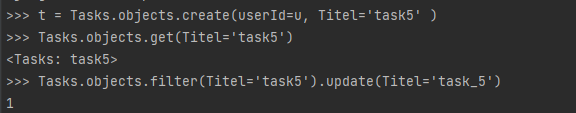 >>> t = Tasks.objects.create(userId=u, Titel='task5' )
>>> Tasks.objects.get(Titel='task5')
<Tasks: task5>
>>> Tasks.objects.filter(Titel='task5').update(Titel='task_5')
1